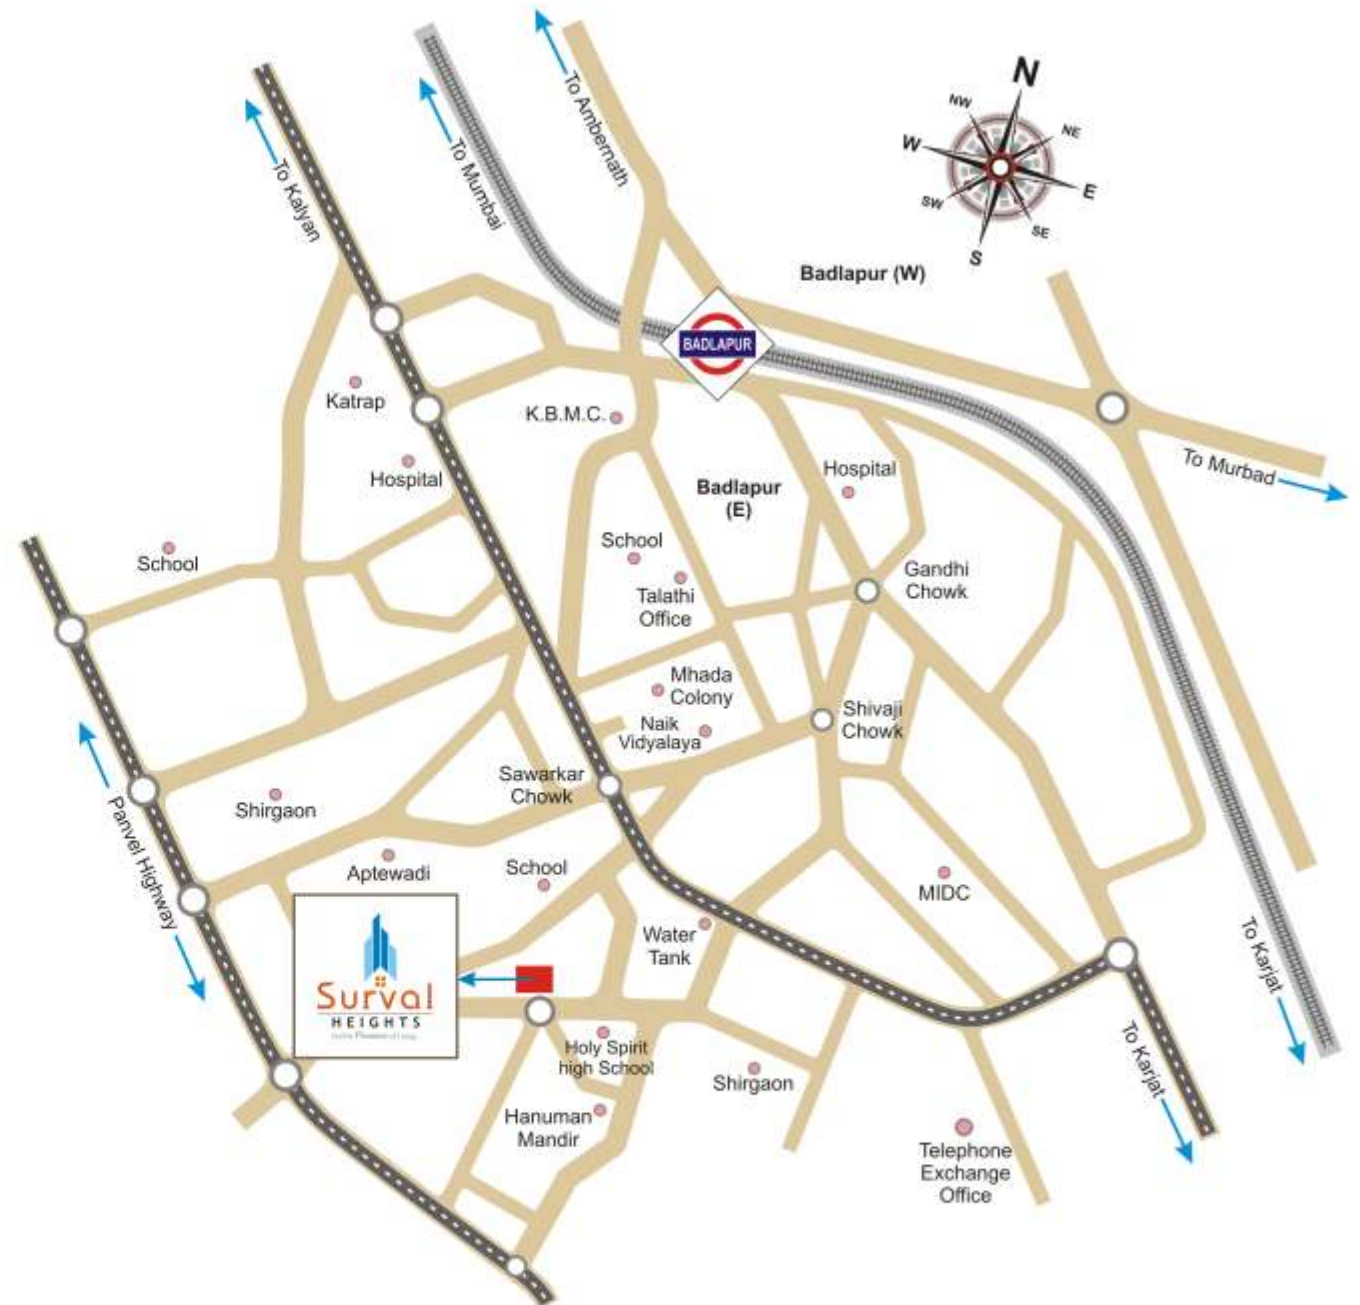 N
NW
NE
W
E
SW
SE
S
To Ambernath
To Mumbai
To Kalyan
Badlapur (W)
BADLAPUR
Katrap
K.B.M.C.
Hospital
Hospital
Badlapur
(E)
To Murbad
School
School
Talathi
Office
Gandhi
Chowk
Mhada
Colony
Naik
Vidyalaya
Shivaji
Chowk
Sawarkar
Chowk
Shirgaon
Panvel Highway
Aptewadi
School
MIDC
Water
Tank
Surval
HEIGHTS
Holy Spirit
high School
Shirgaon
Hanuman
Mandir
Telephone
Exchange
Office
To Karjat
To Karjat